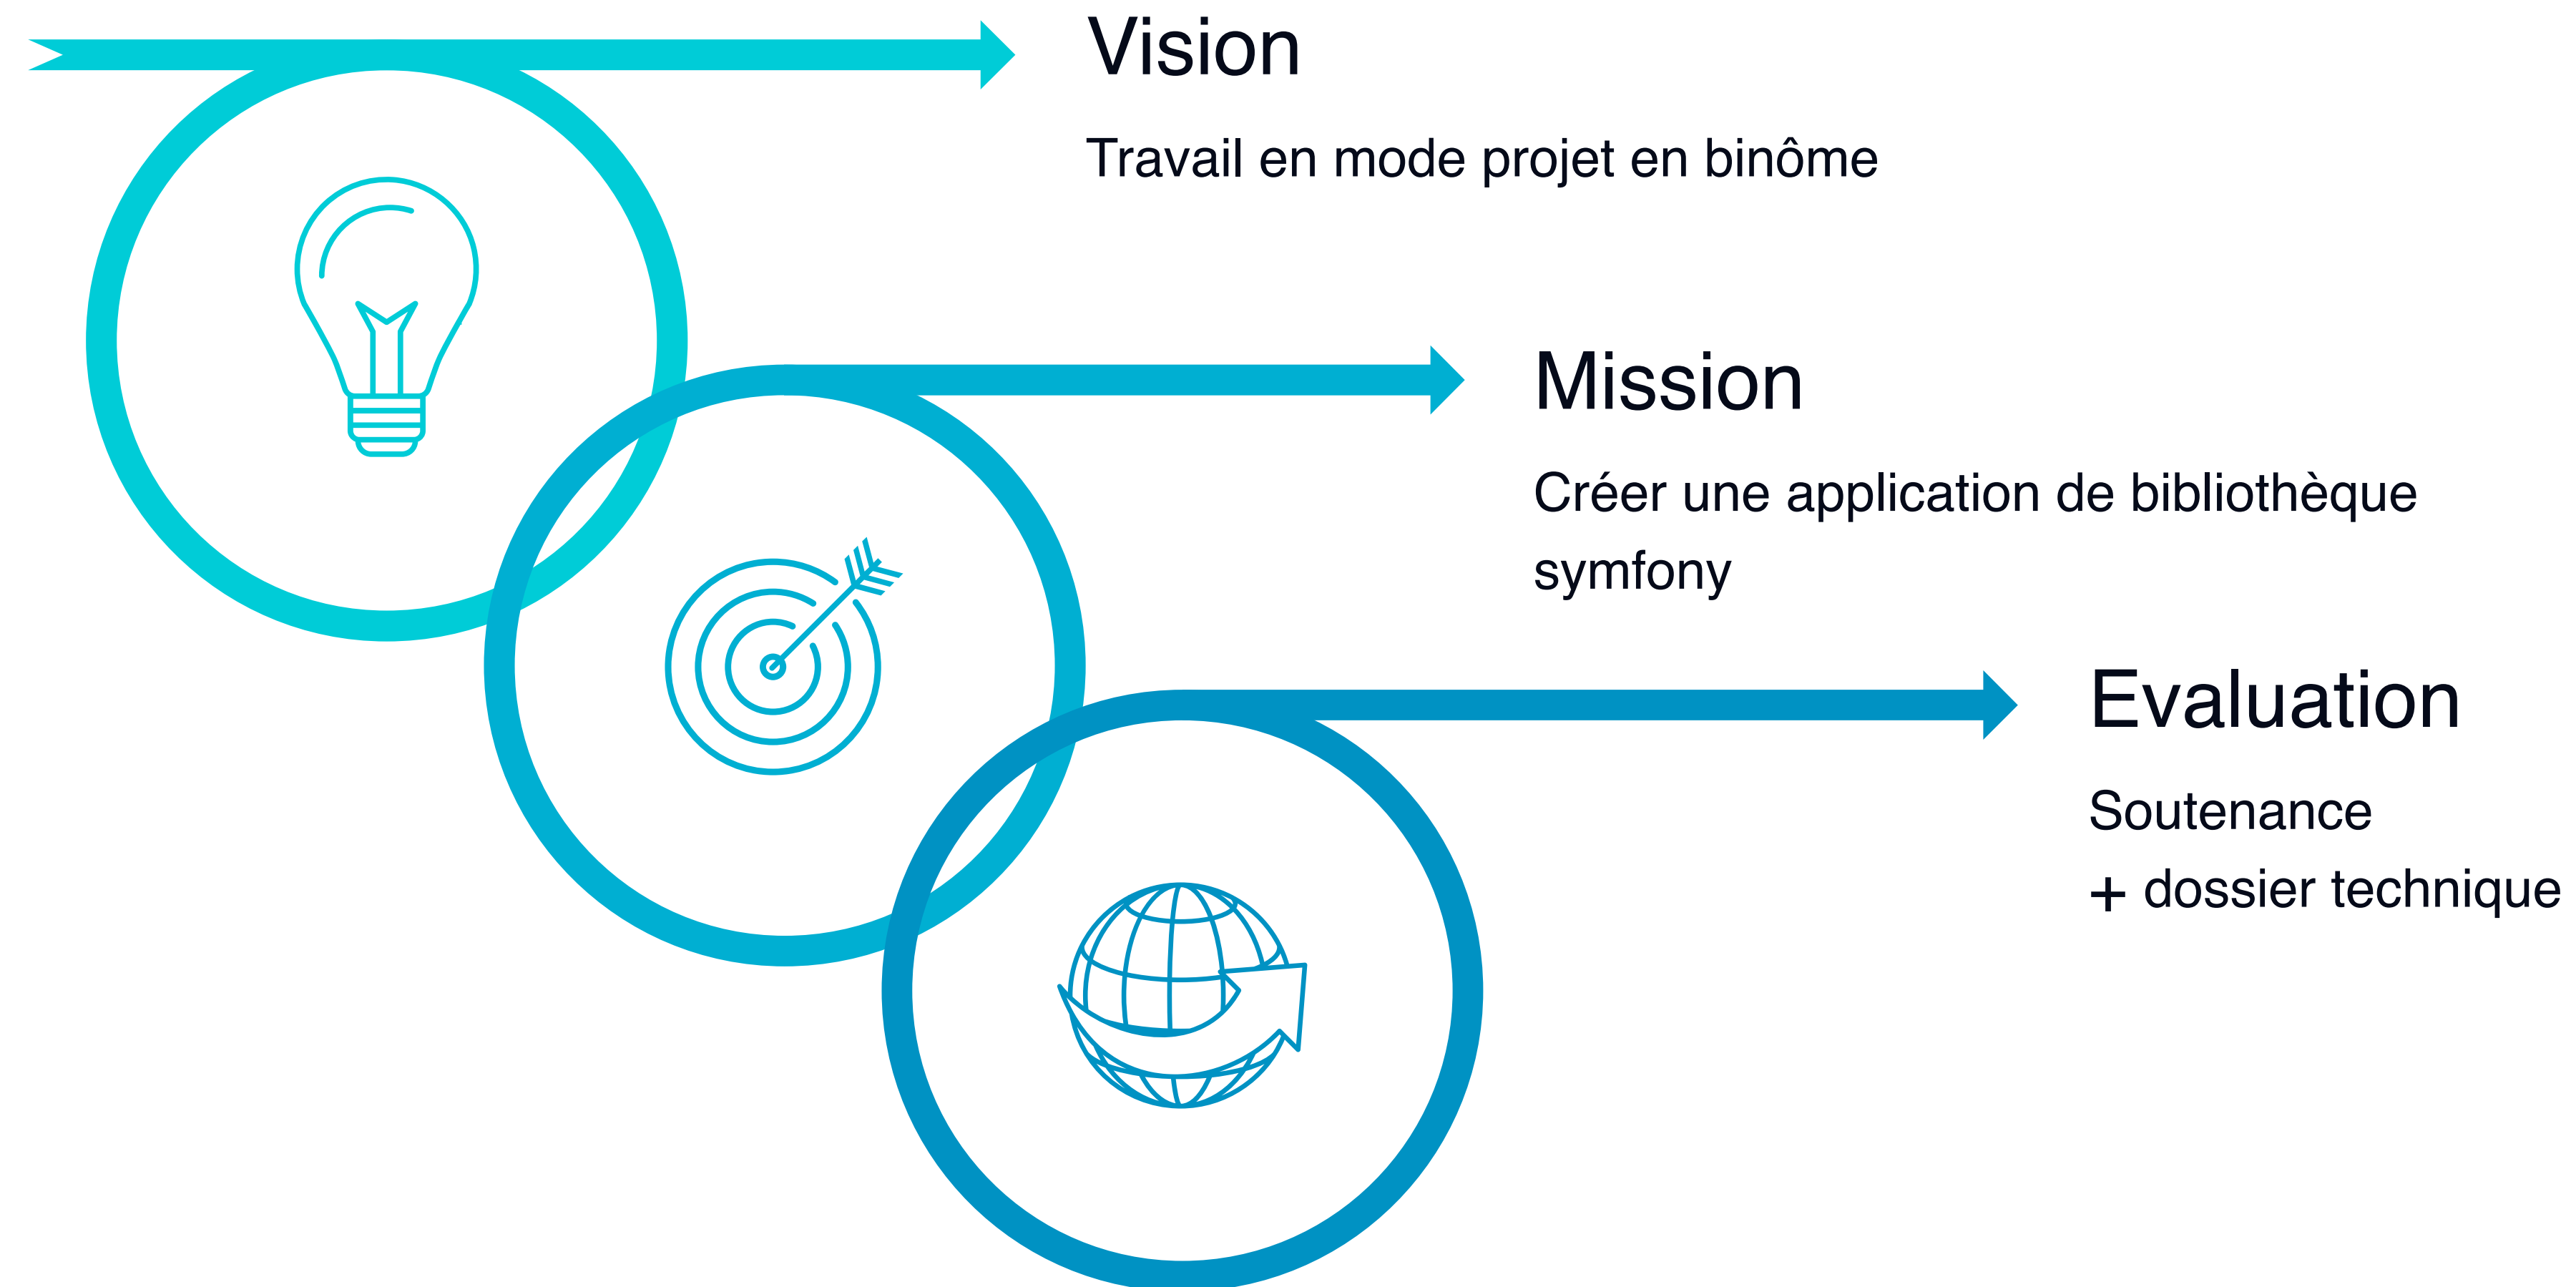 Vision
Travail en mode projet en binôme
Mission
Créer une application de bibliothèque
symfony
Evaluation
Soutenance
+ dossier technique